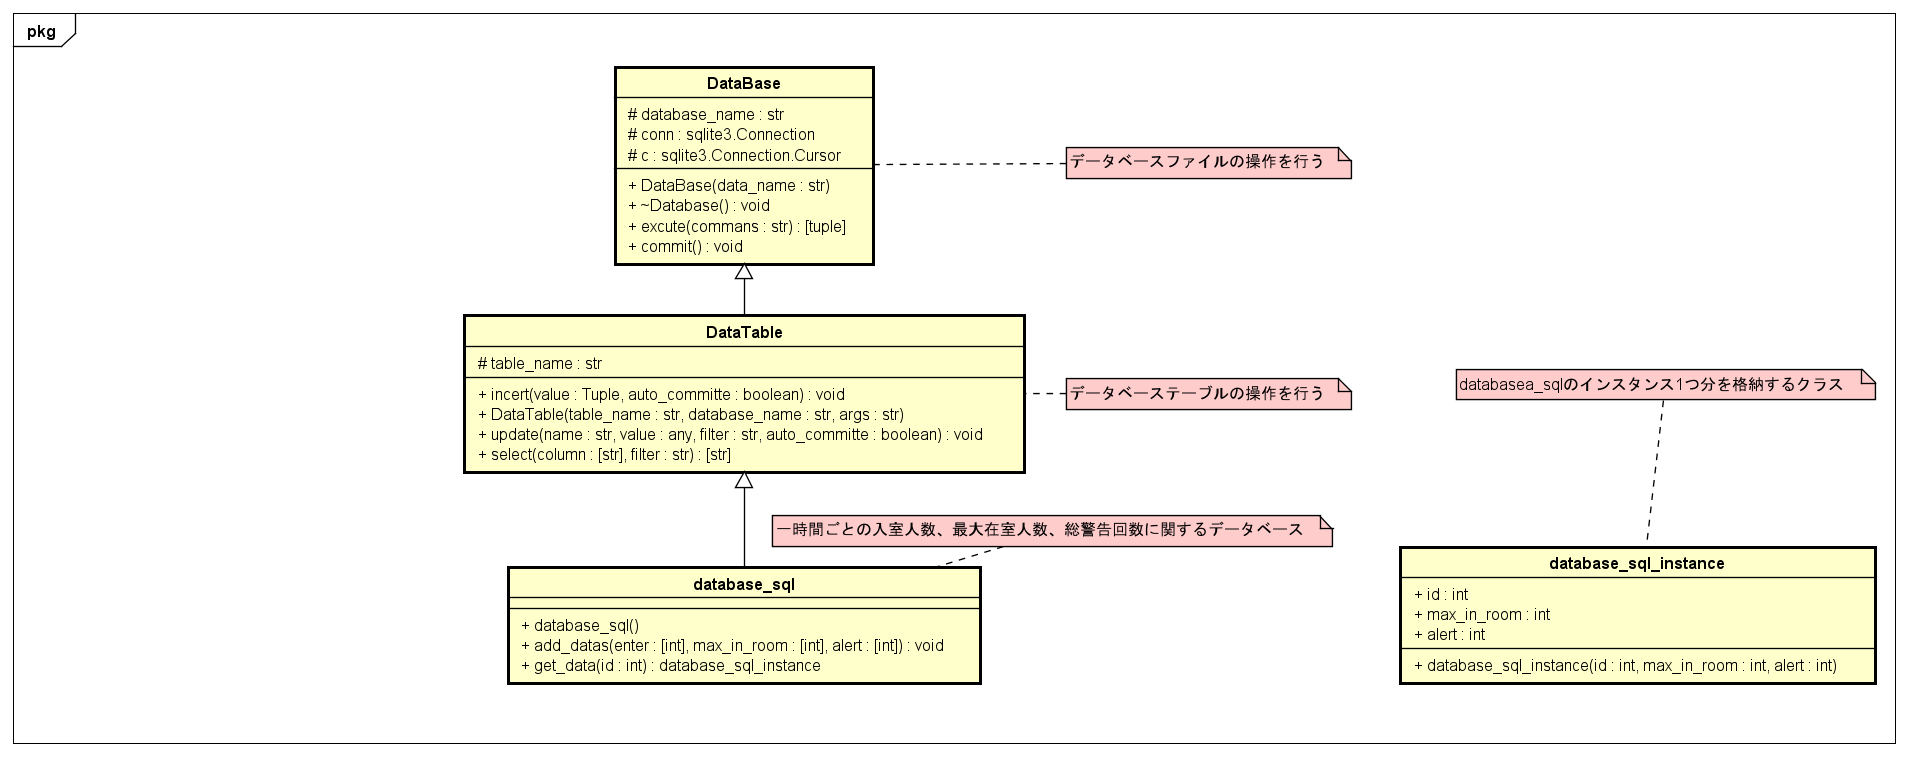 pkg
DataBase
# database_name : str
# conn : sqlite3.Connection
# c : sqlite3.Connection.Cursor
+ DataBase(data_name : str)
+ ~Database() : void
+ excute(commans : str) : [tuple]
+ commit() : void
データベースファイルの操作を行う
DataTable
# table_name : str
+ incert(value : Tuple, auto_committe : boolean) : void
+ DataTable(table_name : str, database_name : str, args : str)
+ update(name : str, value : any, filter : str, auto_committe : boolean) : void
+ select(column : [str], filter : str) : [str]
データベーステーブルの操作を行う
databasea_sqlのインスタンス1つ分を格納するクラス
一時間ごとの入室人数、最大在室人数、総警告回数に関するデータベース
database_sql
+ database_sql()
+ add_datas(enter : [int], max_in_room : [int], alert : [int]) : void
+ get_data(id : int) : database_sql_instance
database_sql_instance
+ id : int
+ max_in_room : int
+ alert : int
+ database_sql_instance(id : int, max_in_room : int, alert : int)